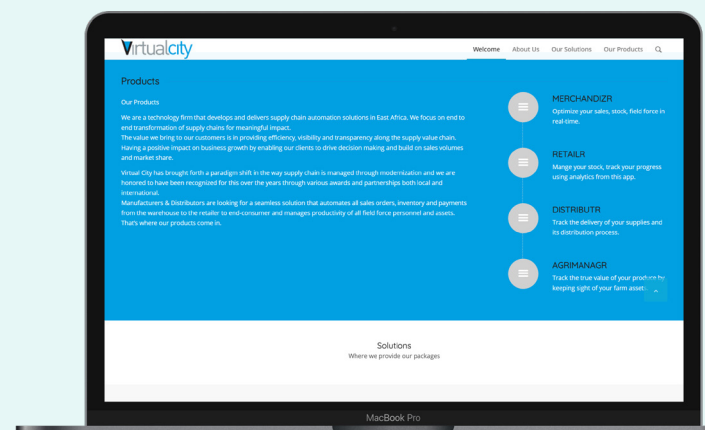 Virtualcity
Welcome About Us Our Solutions Our Products
Products
Our Products
We are a technology firm that develops and delivers supply chain automation solutions in East Africa. We focus on end to
end transformation of supply chains for meaningful impact.
The value we bring to our customers is in providing efficiency, visibility and transparency along the supply value chain.
Having a positive impact on business growth by enabling our clients to drive decision making and build on sales volumes
and market share.
Virtual City has brought forth a paradigm shift in the way supply chain is managed through modernization and we are
honored to have been recognized for this over the years through various awards and partnerships both local and
international.
Manufacturers & Distributors are looking for a seamless solution that automates all sales orders, inventory and payments
from the warehouse to the retailer to end-consumer and manages productivity of all field force personnel and assets.
That's where our products come in.
MERCHANDIZR
Optimize your sales, stock, field force in
real-time.
RETAILR
Mange your stock, track your progress
using analytics from this app.
DISTRIBUTR
Track the delivery of your supplies and
its distribution process.
AGRIMANAGR
Track the true value of your produce by
keeping sight of your farm assets.
Solutions
Where we provide our packages
MacBook Pro